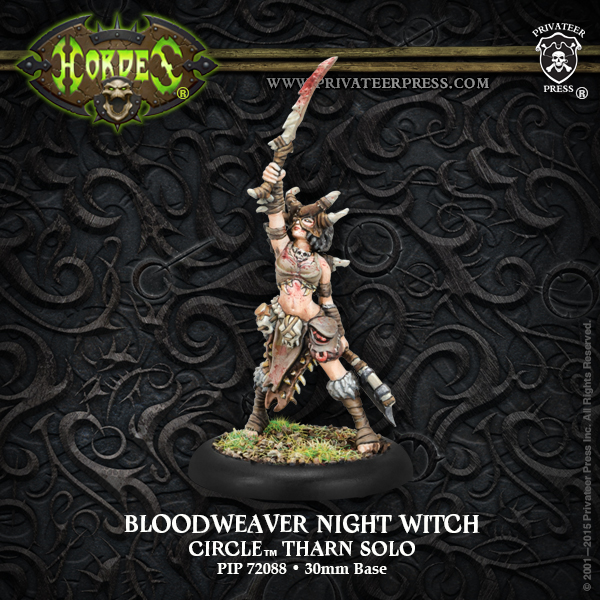 HORDES®
PRIVATEER
PRESS®
WWW.PRIVATEERPRESS.COM
BLOODWEAVER NIGHT WITCH
CIRCLE™ THARN SOLO
PIP 72088 • 30mm Base
© 2001–2015 Privateer Press Inc. All Rights Reserved.